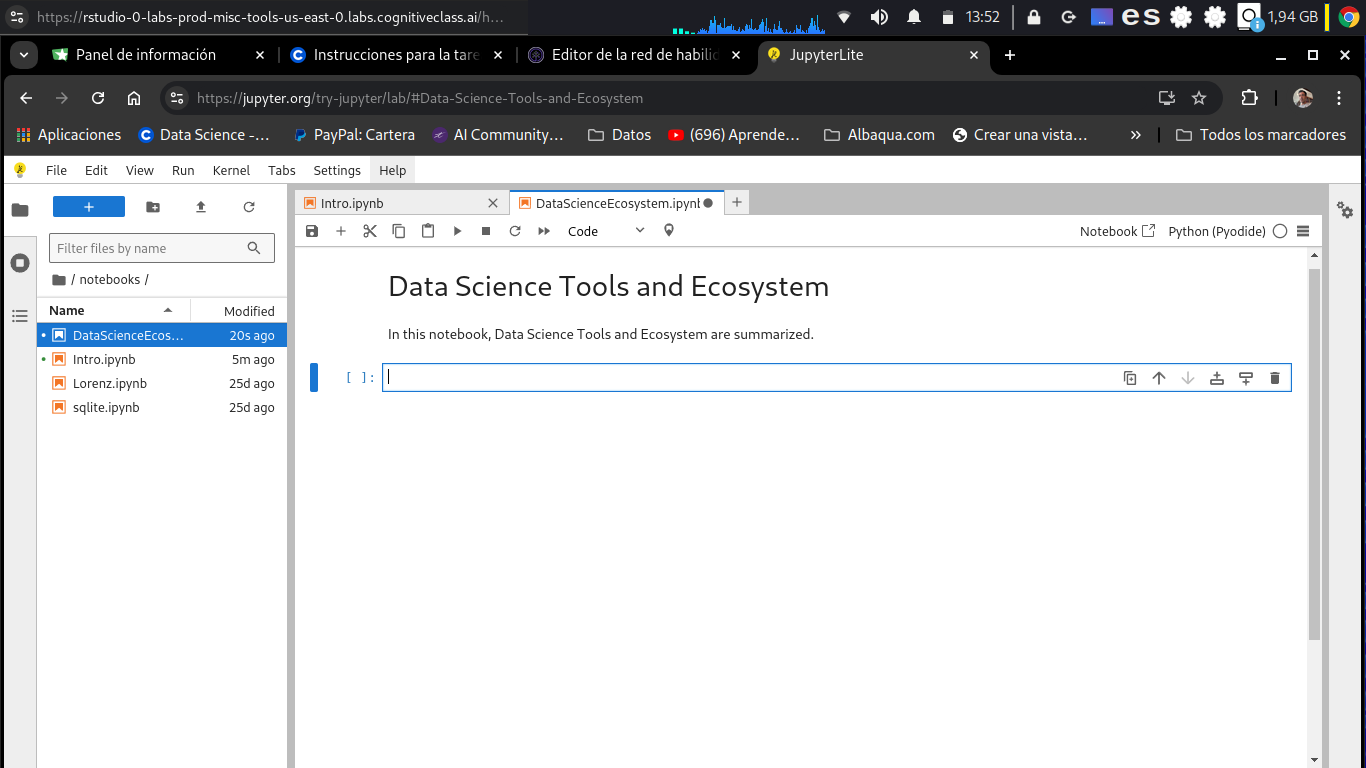 https://rstudio-0-labs-prod-misc-tools-us-east-0.labs.cognitiveclass.ai/h... 13:52 es 1,94 GB
Panel de información Instrucciones para la tare Editor de la red de habilid JupyterLite
https://jupyter.org/try-jupyter/lab/#Data-Science-Tools-and-Ecosystem
Aplicaciones Data Science -... PayPal: Cartera AI Community... Datos (696) Aprende... Albaqua.com Crear una vista... » Todos los marcadores
File Edit View Run Kernel Tabs Settings Help
Intro.ipynb DataScienceEcosystem.ipynb
Code Notebook Python (Pyodide)
Filter files by name
/ notebooks /
Name Modified
DataScienceEcos... 20s ago
Intro.ipynb 5m ago
Lorenz.ipynb 25d ago
sqlite.ipynb 25d ago
Data Science Tools and Ecosystem
In this notebook, Data Science Tools and Ecosystem are summarized.
[ ]: